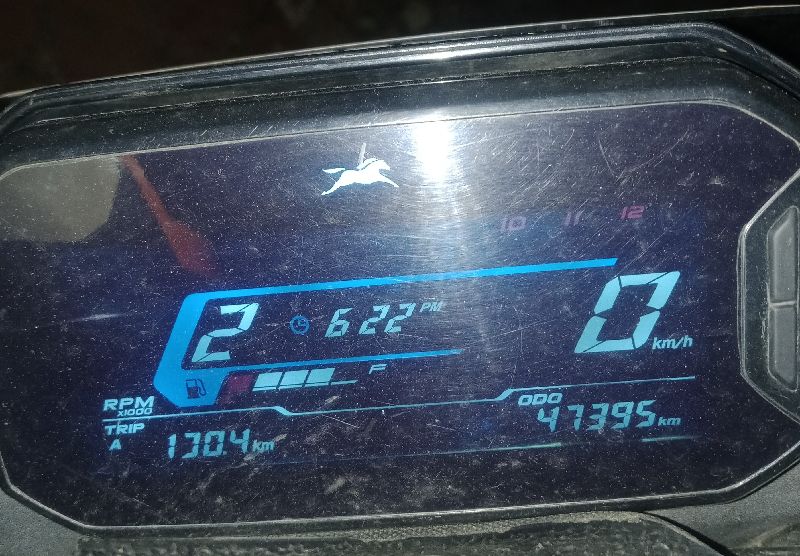 10 11 12
2 6:22 PM 0 km/h
F
RPM
x1000
TRIP ODO
A 130.4 km 47395 km